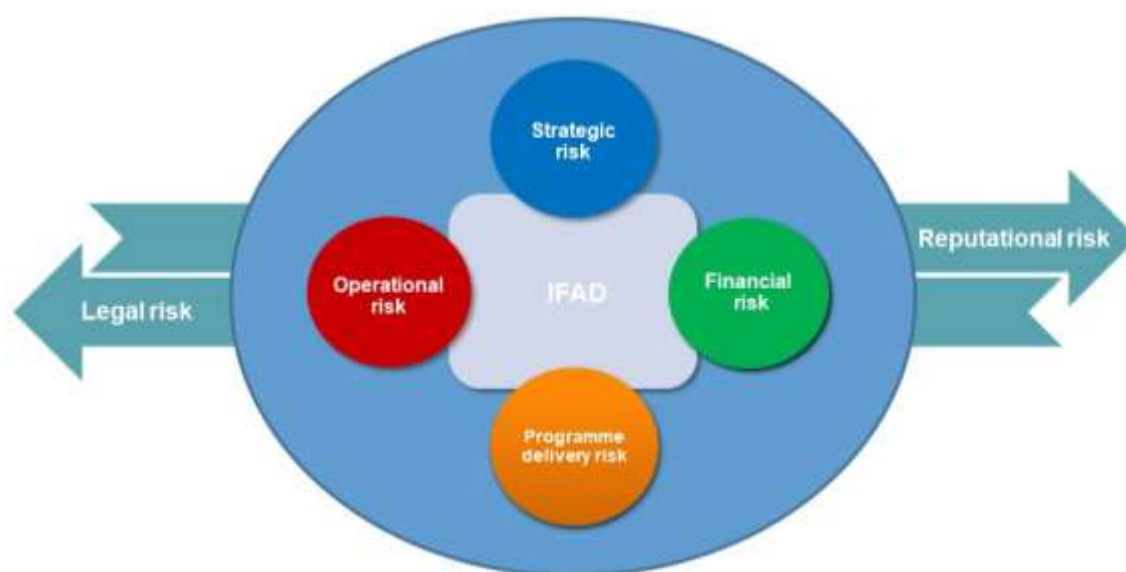 Strategic
risk
Reputational risk
Operational
risk
IFAD
Financial
risk
Legal risk
Programme
delivery risk